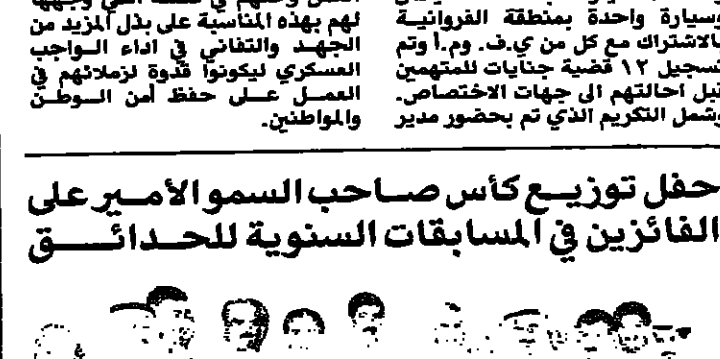 وسيارة واحدة بمنطقة الفروانية
بالاشتراك مع كل من ي.ف. وم.أ وتم
تسجيل ١٢ قضية جنايات للمتهمين
قبل احالتهم الى جهات الاختصاص.
وشمل التكريم الذي تم بحضور مدير
لهم بهذه المناسبة على بذل المزيد من
الجهد والتفاني في اداء الواجب
العسكري ليكونوا قدوة لزملائهم في
العمل على حفظ أمن الوطن
والمواطنين.
حفل توزيع كأس صاحب السمو الأمير على
الفائزين في المسابقات السنوية للحدائق